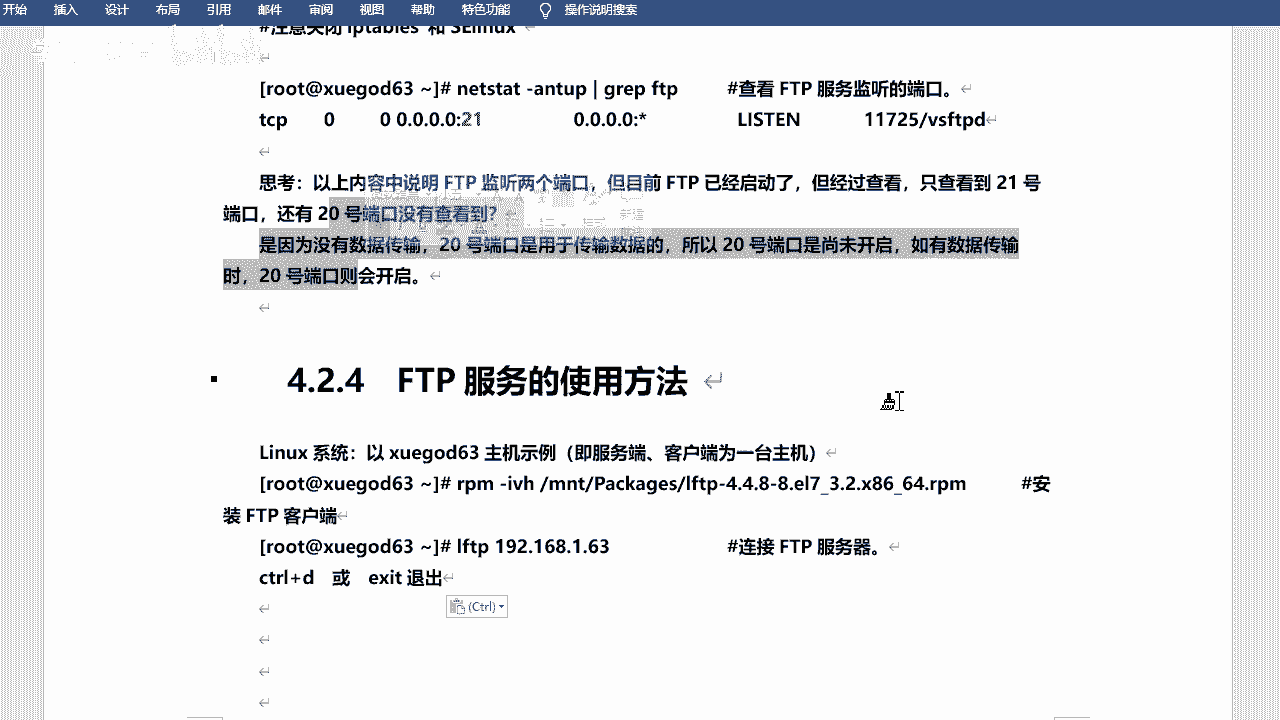 开始 插入 设计 布局 引用 邮件 审阅 视图 帮助 特色功能 操作说明搜索
#注意关闭 iptables 和 SElinux
[root@xuegod63 ~]# netstat -antup | grep ftp #查看 FTP 服务监听的端口。
tcp 0 0 0.0.0.0:21 0.0.0.0:* LISTEN 11725/vsftpd
思考：以上内容中说明 FTP 监听两个端口，但目前 FTP 已经启动了，但经过查看，只查看到 21 号
端口，还有 20 号端口没有查看到？
是因为没有数据传输，20 号端口是用于传输数据的，所以 20 号端口是尚未开启，如有数据传输
时，20 号端口则会开启。
4.2.4 FTP 服务的使用方法
Linux 系统：以 xuegod63 主机示例（即服务端、客户端为一台主机）
[root@xuegod63 ~]# rpm -ivh /mnt/Packages/lftp-4.4.8-8.el7_3.2.x86_64.rpm #安
装 FTP 客户端
[root@xuegod63 ~]# lftp 192.168.1.63 #连接 FTP 服务器。
ctrl+d 或 exit 退出
(Ctrl)